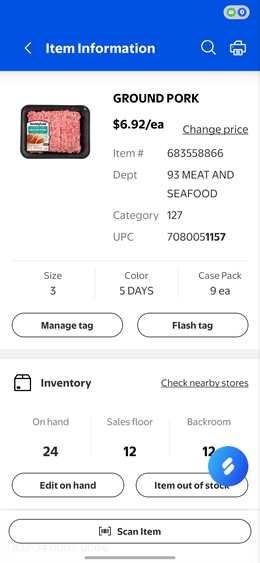 Item Information
GROUND PORK
$6.92/ea
Change price
Item # 683558866
Dept 93 MEAT AND
SEAFOOD
Category 127
UPC 7080051157
Size Color Case Pack
3 5 DAYS 9 ea
Manage tag Flash tag
Inventory Check nearby stores
On hand Sales floor Backroom
24 12 12
Edit on hand Item out of stock
Scan Item